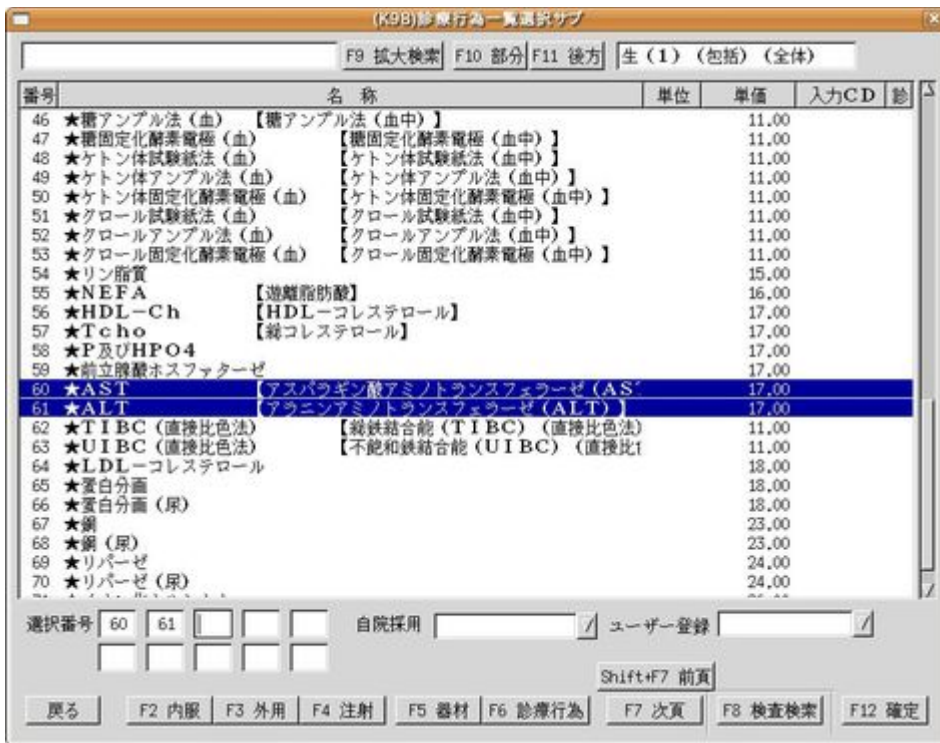 (K98)診療行為一覧選択サブ
F9 拡大検索 F10 部分 F11 後方 生(1) (包括) (全体)
番号 名 称 単位 単価 入力CD 診
46 ★糖アンプル法(血) 【糖アンプル法(血中)】 11.00
47 ★糖固定化酵素電極(血) 【糖固定化酵素電極(血中)】 11.00
48 ★ケトン体試験紙法(血) 【ケトン体試験紙法(血中)】 11.00
49 ★ケトン体アンプル法(血) 【ケトン体アンプル法(血中)】 11.00
50 ★ケトン体固定化酵素電極(血) 【ケトン体固定化酵素電極(血中)】 11.00
51 ★クロール試験紙法(血) 【クロール試験紙法(血中)】 11.00
52 ★クロールアンプル法(血) 【クロールアンプル法(血中)】 11.00
53 ★クロール固定化酵素電極(血) 【クロール固定化酵素電極(血中)】 11.00
54 ★リン脂質 15.00
55 ★NEFA 【遊離脂肪酸】 16.00
56 ★HDL-Ch 【HDL-コレステロール】 17.00
57 ★Tcho 【総コレステロール】 17.00
58 ★P及びHPO4 17.00
59 ★前立腺酸ホスファターゼ 17.00
60 ★AST 【アスパラギン酸アミノトランスフェラーゼ(AS 17.00
61 ★ALT 【アラニンアミノトランスフェラーゼ(ALT)】 17.00
62 ★TIBC(直接比色法) 【総鉄結合能(TIBC)(直接比色法) 11.00
63 ★UIBC(直接比色法) 【不飽和鉄結合能(UIBC)(直接比 11.00
64 ★LDL-コレステロール 18.00
65 ★蛋白分画 18.00
66 ★蛋白分画(尿) 18.00
67 ★銅 23.00
68 ★銅(尿) 23.00
69 ★リパーゼ 24.00
70 ★リパーゼ(尿) 24.00
選択番号 60 61 自院採用 ユーザー登録
Shift+F7 前頁
戻る F2 内服 F3 外用 F4 注射 F5 器材 F6 診療行為 F7 次頁 F8 検査検索 F12 確定